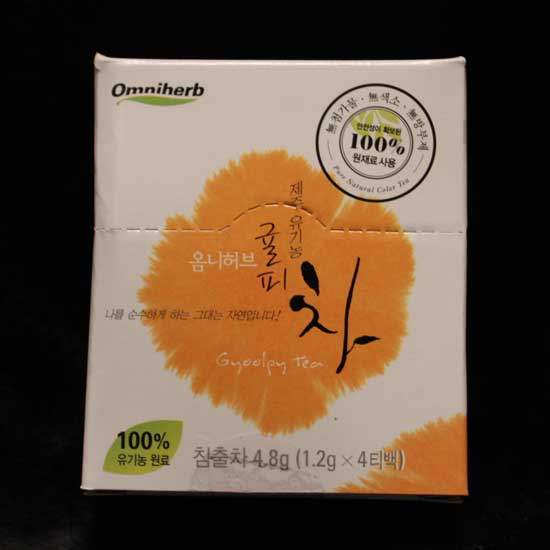 Omniherb
無첨가물 · 無색소 · 無방부제
안전성이 확보된
100%
원재료 사용
Pure Natural Color Tea
제주 유기농
귤피
차
옴니허브
나를 순수하게 하는 그대는 자연입니다!
Gyoolpy Tea
100%
유기농 원료
침출차 4.8g (1.2g × 4티백)